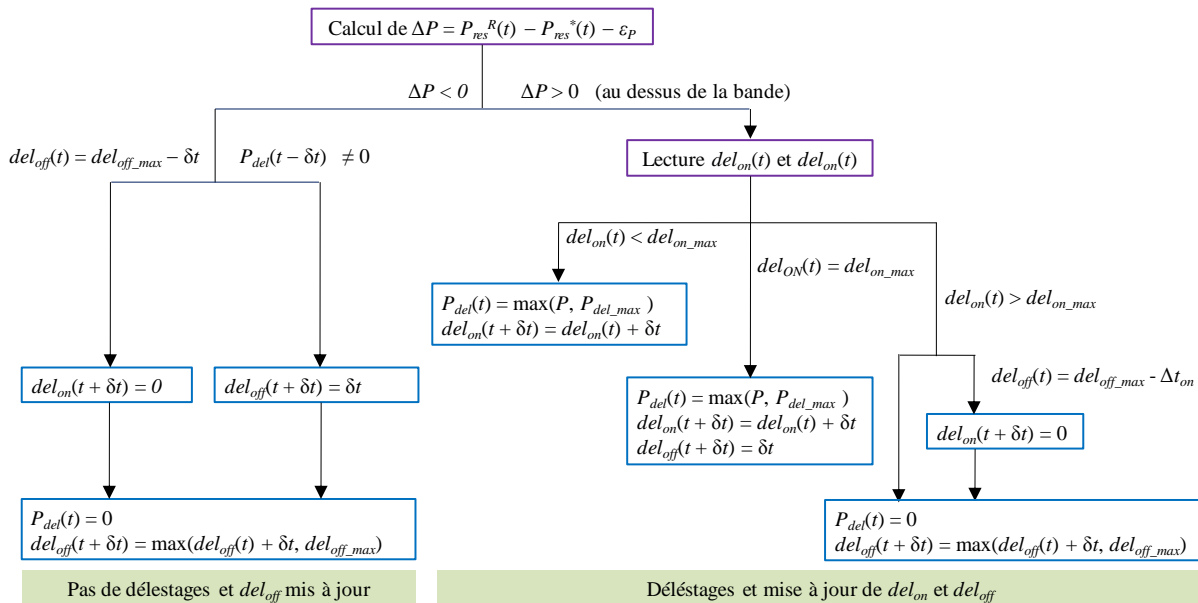 Calcul de ΔP = P_res^R(t) − P_res^*(t) − ε_P
ΔP < 0
ΔP > 0 (au dessus de la bande)
del_off(t) = del_off_max − δt
P_del(t − δt) ≠ 0
Lecture del_on(t) et del_on(t)
del_on(t) < del_on_max
del_ON(t) = del_on_max
del_on(t) > del_on_max
P_del(t) = max(P, P_del_max )
del_on(t + δt) = del_on(t) + δt
del_on(t + δt) = 0
del_off(t + δt) = δt
P_del(t) = max(P, P_del_max )
del_on(t + δt) = del_on(t) + δt
del_off(t + δt) = δt
del_off(t) = del_off_max - Δt_on
del_on(t + δt) = 0
P_del(t) = 0
del_off(t + δt) = max(del_off(t) + δt, del_off_max)
P_del(t) = 0
del_off(t + δt) = max(del_off(t) + δt, del_off_max)
Pas de délestages et del_off mis à jour
Déléstages et mise à jour de del_on et del_off